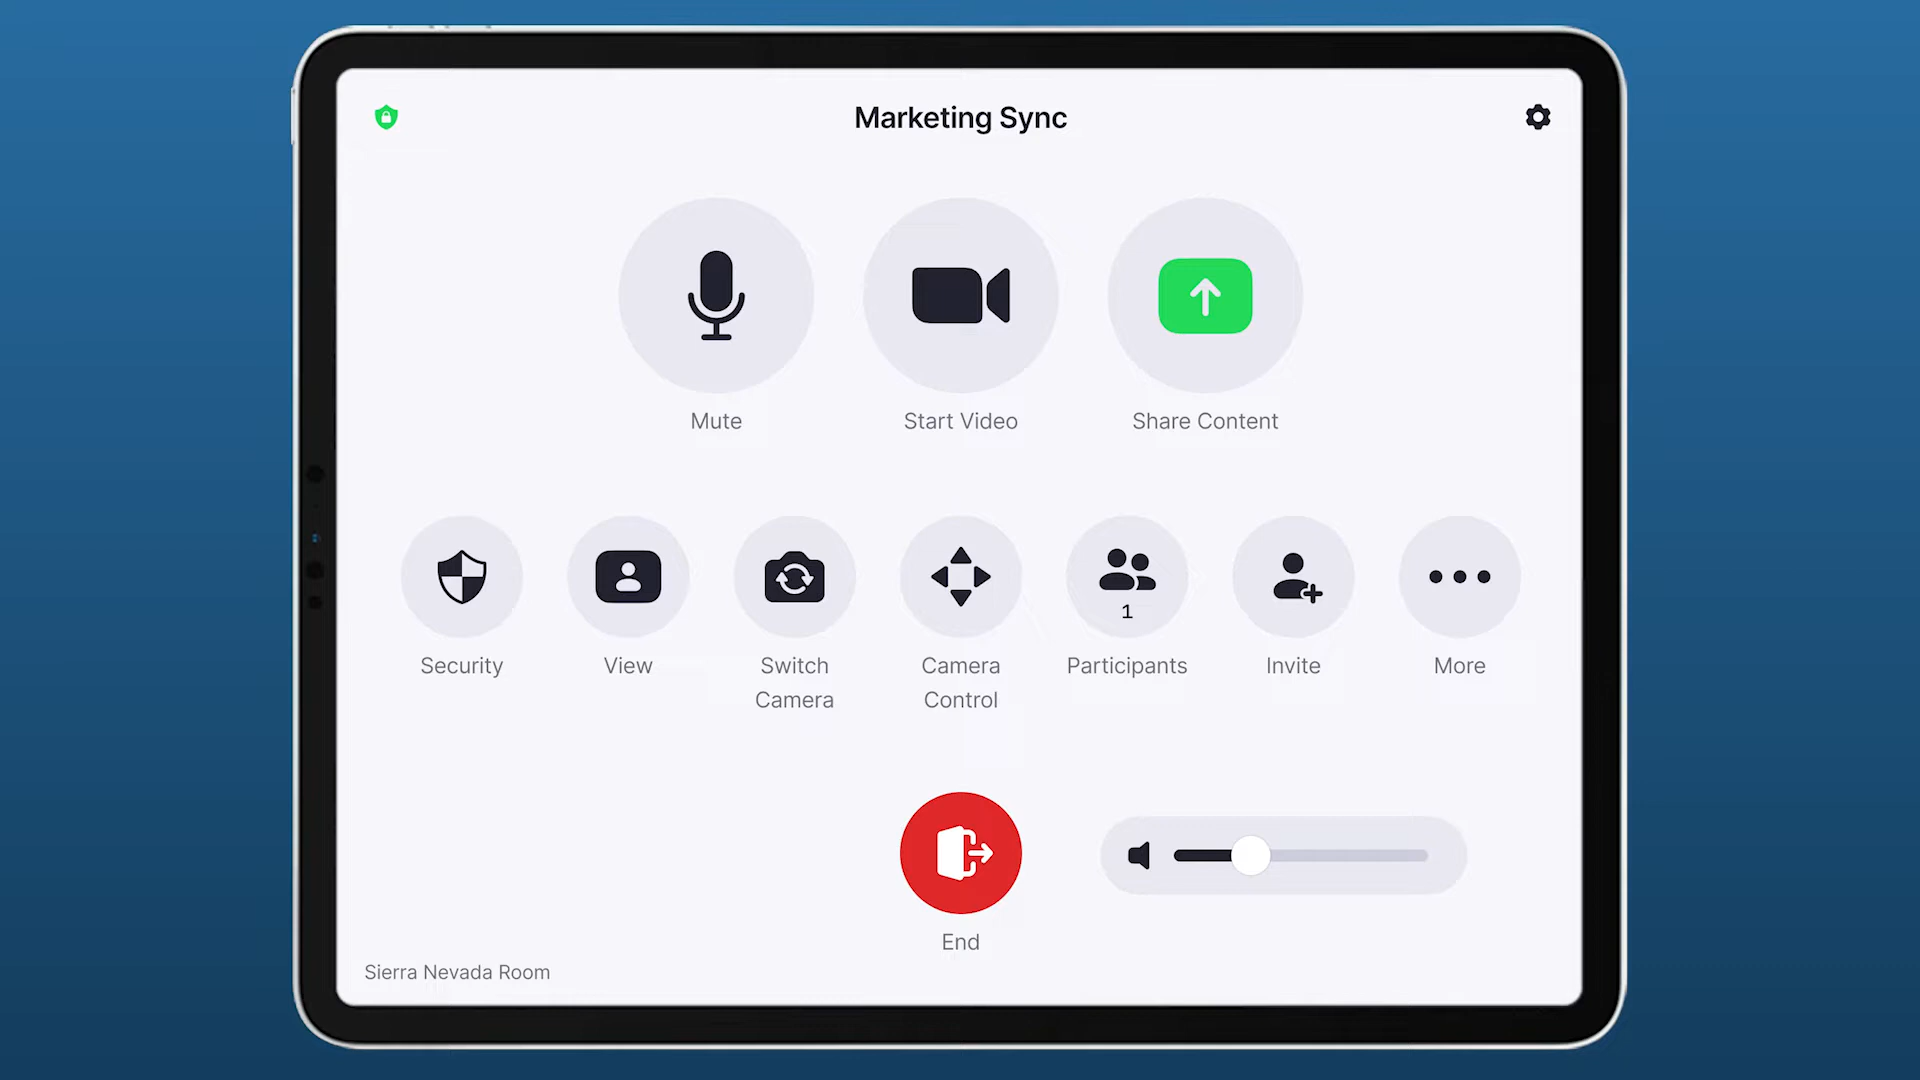 Marketing Sync
Mute
Start Video
Share Content
1
Security
View
Switch
Camera
Camera
Control
Participants
Invite
More
End
Sierra Nevada Room